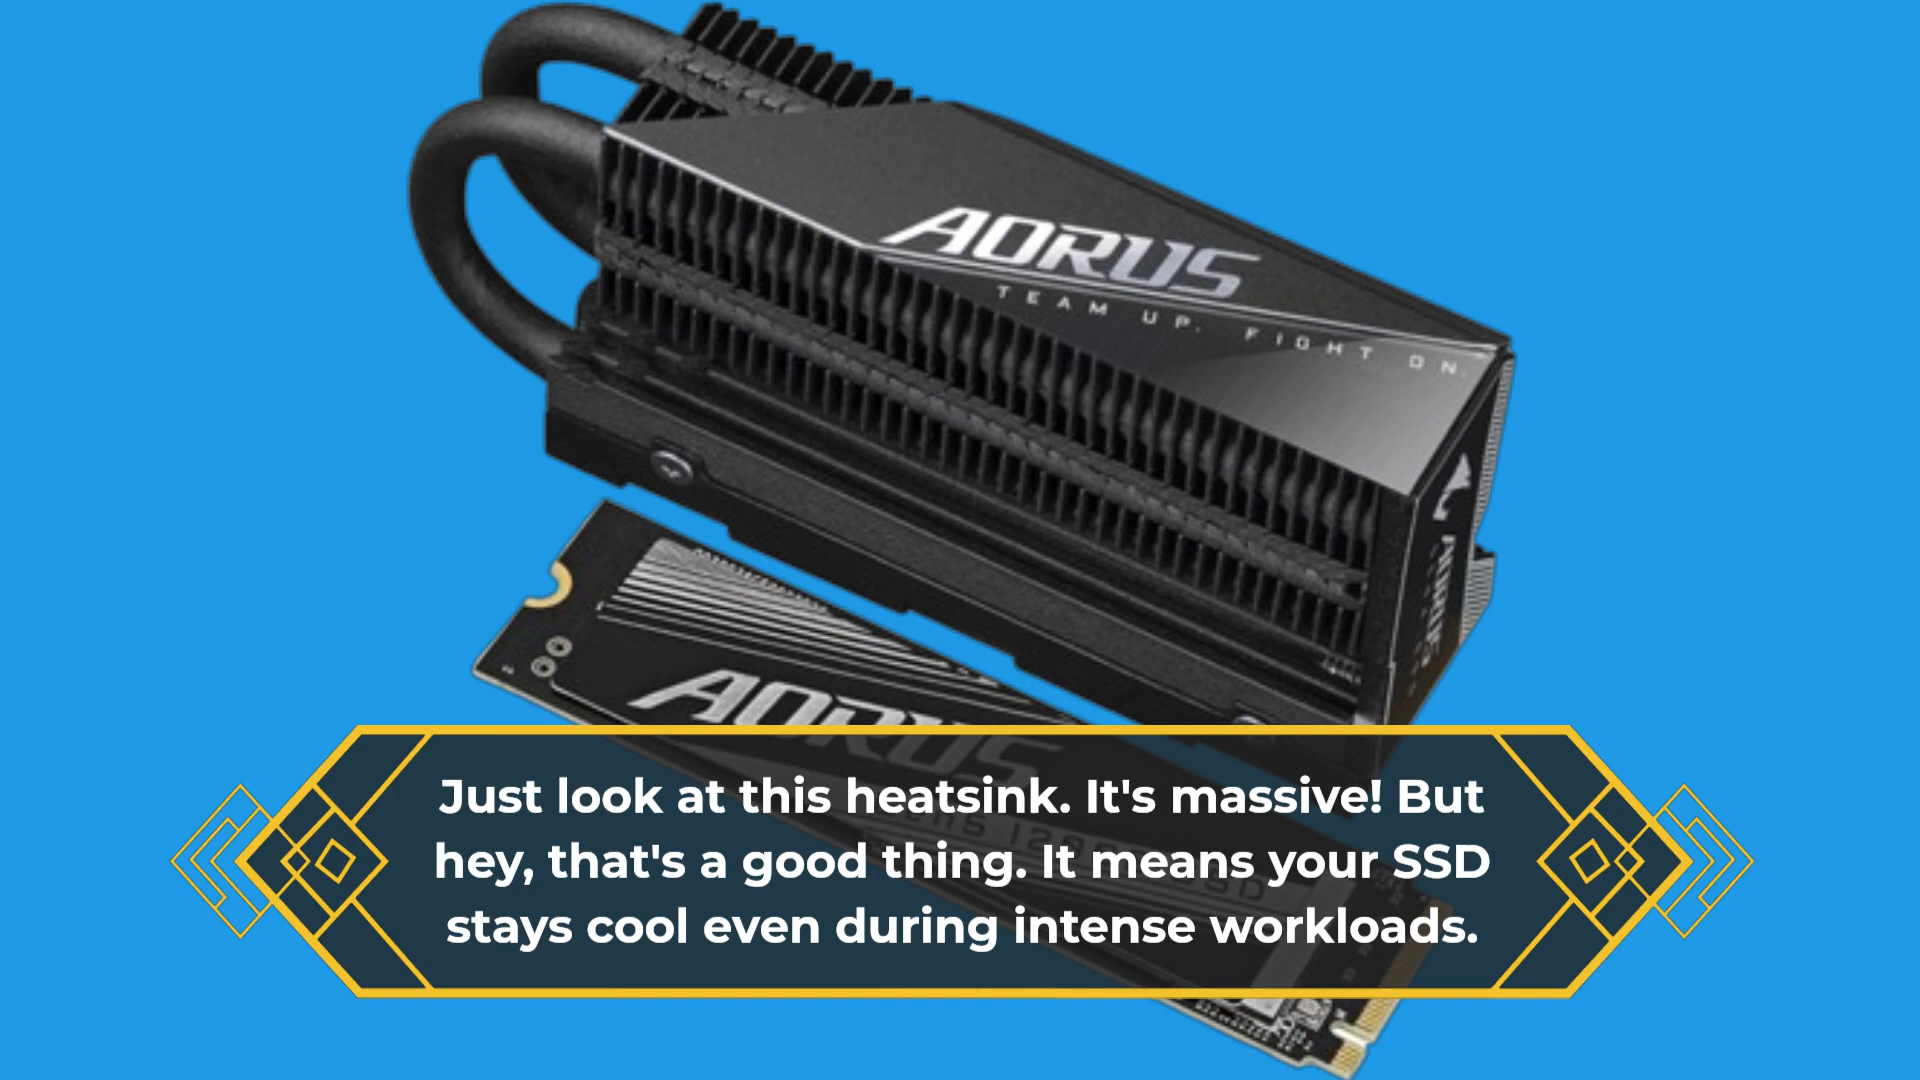 AORUS
TEAM UP. FIGHT ON.
AORUS
AORUS
Just look at this heatsink. It's massive! But
hey, that's a good thing. It means your SSD
stays cool even during intense workloads.